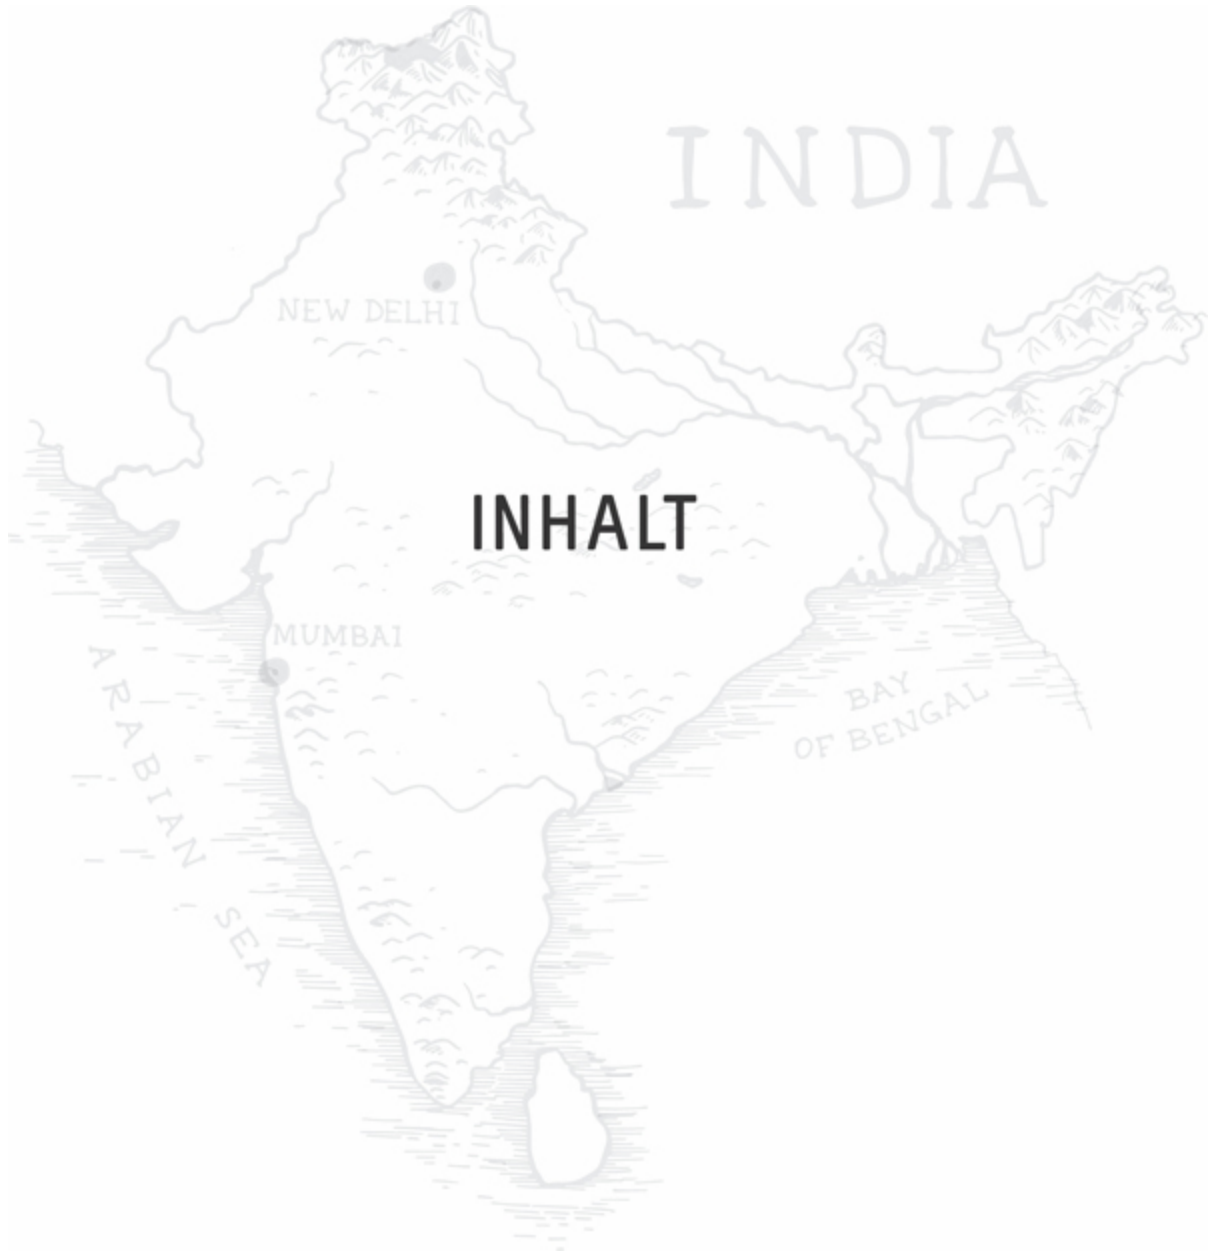 INDIA
NEW DELHI
INHALT
MUMBAI
ARABIAN SEA
BAY
OF BENGAL